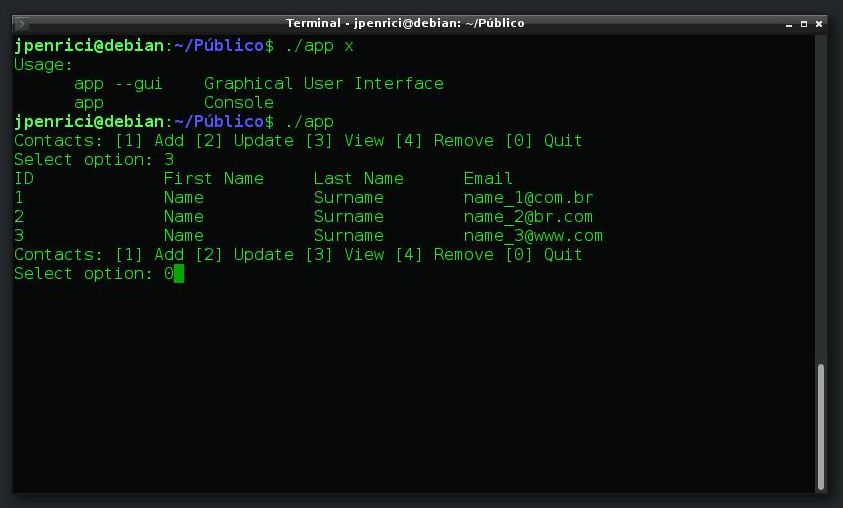 Terminal - jpenrici@debian: ~/Público
jpenrici@debian:~/Público$ ./app x
Usage:
      app --gui    Graphical User Interface
      app          Console
jpenrici@debian:~/Público$ ./app
Contacts: [1] Add [2] Update [3] View [4] Remove [0] Quit
Select option: 3
ID             First Name     Last Name      Email
1              Name           Surname        name_1@com.br
2              Name           Surname        name_2@br.com
3              Name           Surname        name_3@www.com
Contacts: [1] Add [2] Update [3] View [4] Remove [0] Quit
Select option: 0